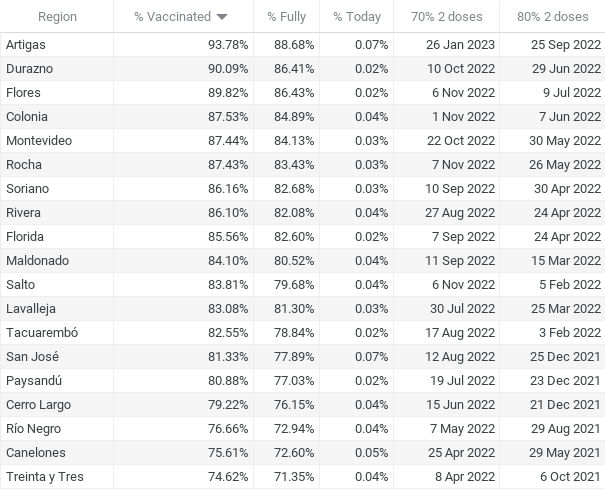 Region % Vaccinated % Fully % Today 70% 2 doses 80% 2 doses
Artigas 93.78% 88.68% 0.07% 26 Jan 2023 25 Sep 2022
Durazno 90.09% 86.41% 0.02% 10 Oct 2022 29 Jun 2022
Flores 89.82% 86.43% 0.02% 6 Nov 2022 9 Jul 2022
Colonia 87.53% 84.89% 0.04% 1 Nov 2022 7 Jun 2022
Montevideo 87.44% 84.13% 0.03% 22 Oct 2022 30 May 2022
Rocha 87.43% 83.43% 0.03% 7 Nov 2022 26 May 2022
Soriano 86.16% 82.68% 0.03% 10 Sep 2022 30 Apr 2022
Rivera 86.10% 82.08% 0.04% 27 Aug 2022 24 Apr 2022
Florida 85.56% 82.60% 0.02% 7 Sep 2022 24 Apr 2022
Maldonado 84.10% 80.52% 0.04% 11 Sep 2022 15 Mar 2022
Salto 83.81% 79.68% 0.04% 6 Nov 2022 5 Feb 2022
Lavalleja 83.08% 81.30% 0.03% 30 Jul 2022 25 Mar 2022
Tacuarembó 82.55% 78.84% 0.02% 17 Aug 2022 3 Feb 2022
San José 81.33% 77.89% 0.07% 12 Aug 2022 25 Dec 2021
Paysandú 80.88% 77.03% 0.02% 19 Jul 2022 23 Dec 2021
Cerro Largo 79.22% 76.15% 0.04% 15 Jun 2022 21 Dec 2021
Río Negro 76.66% 72.94% 0.04% 7 May 2022 29 Aug 2021
Canelones 75.61% 72.60% 0.05% 25 Apr 2022 29 May 2021
Treinta y Tres 74.62% 71.35% 0.04% 8 Apr 2022 6 Oct 2021